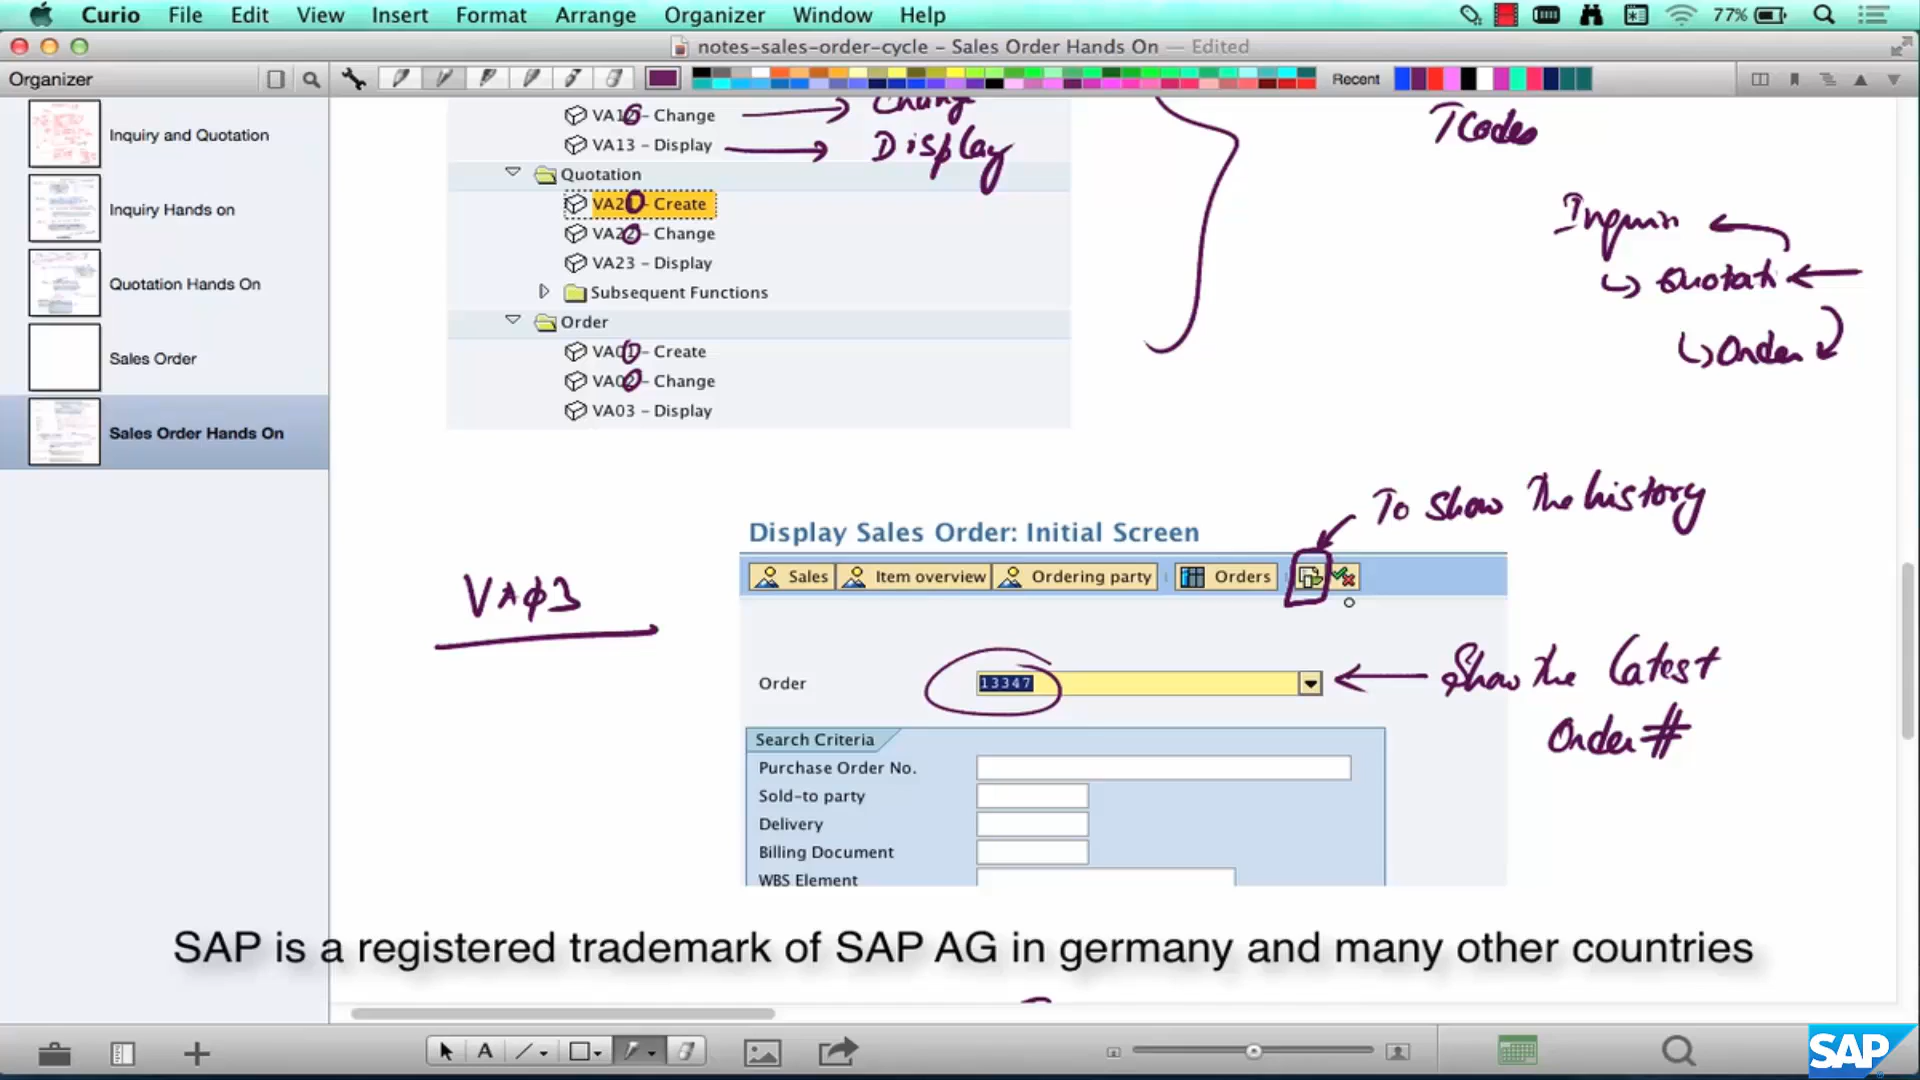 Curio File Edit View Insert Format Arrange Organizer Window Help 77%
notes-sales-order-cycle – Sales Order Hands On — Edited
Organizer
Recent
Inquiry and Quotation
Inquiry Hands on
Quotation Hands On
Sales Order
Sales Order Hands On
VA12 – Change
Change
VA13 – Display
Display
Quotation
VA21 – Create
VA22 – Change
VA23 – Display
Subsequent Functions
Order
VA01 – Create
VA02 – Change
VA03 – Display
TCodes
Quotati
Order
VAφ3
To Show The history
Display Sales Order: Initial Screen
Sales Item overview Ordering party Orders
Order 13347
Show the Latest
Order #
Search Criteria
Purchase Order No.
Sold-to party
Delivery
Billing Document
WBS Element
SAP is a registered trademark of SAP AG in germany and many other countries
A
SAP